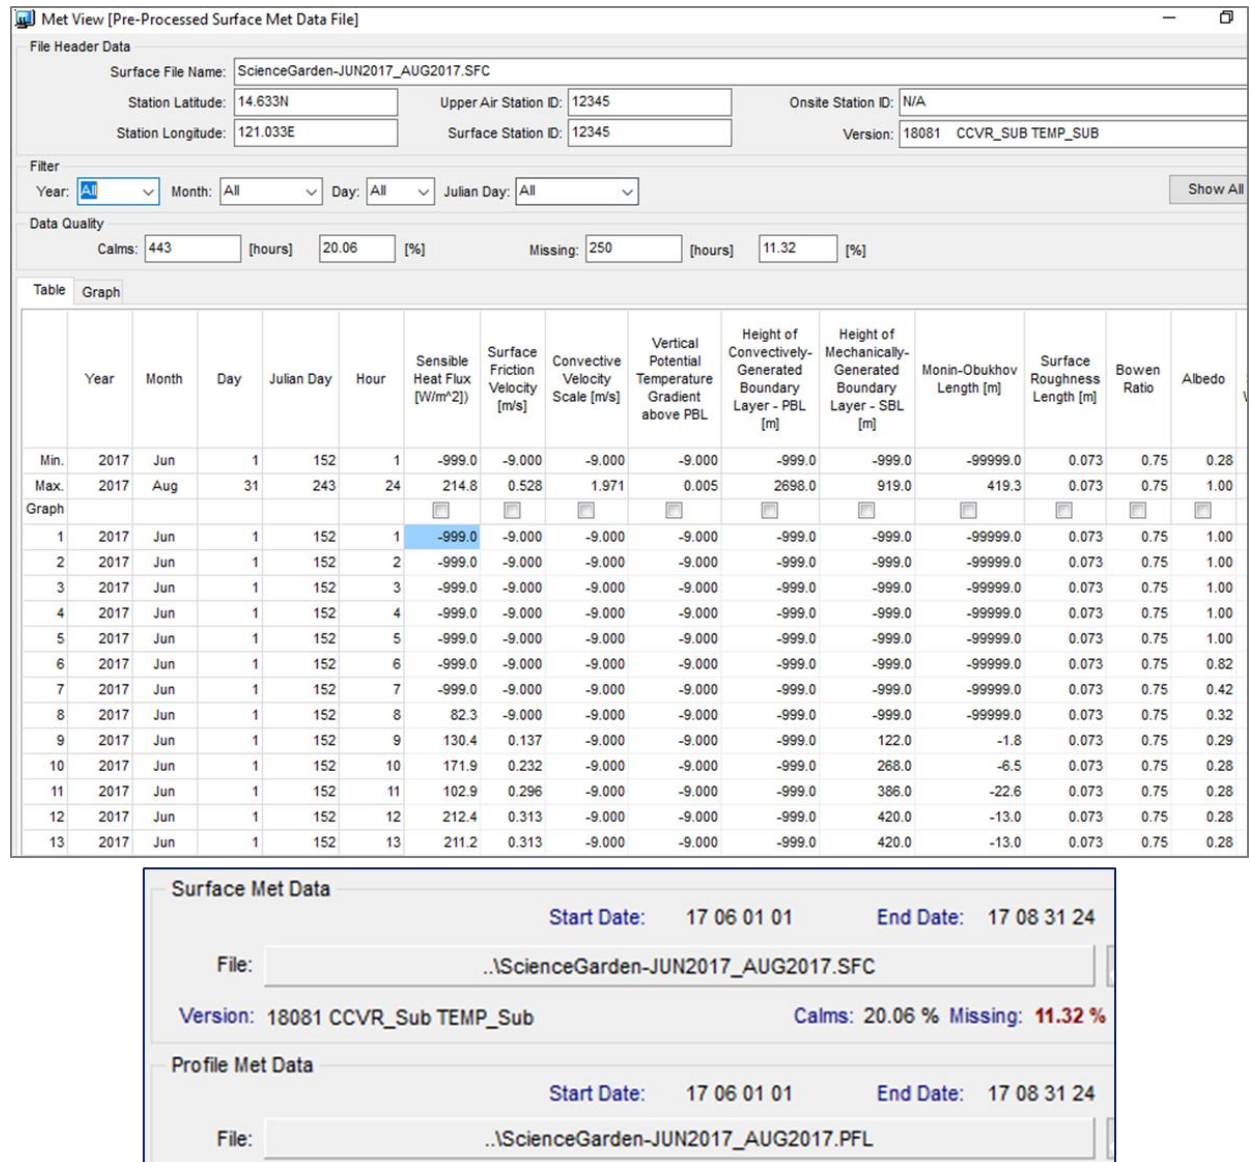 Met View [Pre-Processed Surface Met Data File]
File Header Data
Surface File Name: ScienceGarden-JUN2017_AUG2017.SFC
Station Latitude: 14.633N Upper Air Station ID: 12345 Onsite Station ID: N/A
Station Longitude: 121.033E Surface Station ID: 12345 Version: 18081 CCVR_SUB TEMP_SUB
Filter
Year: All Month: All Day: All Julian Day: All Show All
Data Quality
Calms: 443 [hours] 20.06 [%] Missing: 250 [hours] 11.32 [%]
Table Graph
Year Month Day Julian Day Hour Sensible Heat Flux [W/m^2]) Surface Friction Velocity [m/s] Convective Velocity Scale [m/s] Vertical Potential Temperature Gradient above PBL Height of Convectively-Generated Boundary Layer - PBL [m] Height of Mechanically-Generated Boundary Layer - SBL [m] Monin-Obukhov Length [m] Surface Roughness Length [m] Bowen Ratio Albedo
Min. 2017 Jun 1 152 1 -999.0 -9.000 -9.000 -9.000 -999.0 -999.0 -99999.0 0.073 0.75 0.28
Max. 2017 Aug 31 243 24 214.8 0.528 1.971 0.005 2698.0 919.0 419.3 0.073 0.75 1.00
Graph
1 2017 Jun 1 152 1 -999.0 -9.000 -9.000 -9.000 -999.0 -999.0 -99999.0 0.073 0.75 1.00
2 2017 Jun 1 152 2 -999.0 -9.000 -9.000 -9.000 -999.0 -999.0 -99999.0 0.073 0.75 1.00
3 2017 Jun 1 152 3 -999.0 -9.000 -9.000 -9.000 -999.0 -999.0 -99999.0 0.073 0.75 1.00
4 2017 Jun 1 152 4 -999.0 -9.000 -9.000 -9.000 -999.0 -999.0 -99999.0 0.073 0.75 1.00
5 2017 Jun 1 152 5 -999.0 -9.000 -9.000 -9.000 -999.0 -999.0 -99999.0 0.073 0.75 1.00
6 2017 Jun 1 152 6 -999.0 -9.000 -9.000 -9.000 -999.0 -999.0 -99999.0 0.073 0.75 0.82
7 2017 Jun 1 152 7 -999.0 -9.000 -9.000 -9.000 -999.0 -999.0 -99999.0 0.073 0.75 0.42
8 2017 Jun 1 152 8 82.3 -9.000 -9.000 -9.000 -999.0 -999.0 -99999.0 0.073 0.75 0.32
9 2017 Jun 1 152 9 130.4 0.137 -9.000 -9.000 -999.0 122.0 -1.8 0.073 0.75 0.29
10 2017 Jun 1 152 10 171.9 0.232 -9.000 -9.000 -999.0 268.0 -6.5 0.073 0.75 0.28
11 2017 Jun 1 152 11 102.9 0.296 -9.000 -9.000 -999.0 386.0 -22.6 0.073 0.75 0.28
12 2017 Jun 1 152 12 212.4 0.313 -9.000 -9.000 -999.0 420.0 -13.0 0.073 0.75 0.28
13 2017 Jun 1 152 13 211.2 0.313 -9.000 -9.000 -999.0 420.0 -13.0 0.073 0.75 0.28
Surface Met Data
Start Date: 17 06 01 01 End Date: 17 08 31 24
File: ..\ScienceGarden-JUN2017_AUG2017.SFC
Version: 18081 CCVR_Sub TEMP_Sub Calms: 20.06 % Missing: 11.32 %
Profile Met Data
Start Date: 17 06 01 01 End Date: 17 08 31 24
File: ..\ScienceGarden-JUN2017_AUG2017.PFL